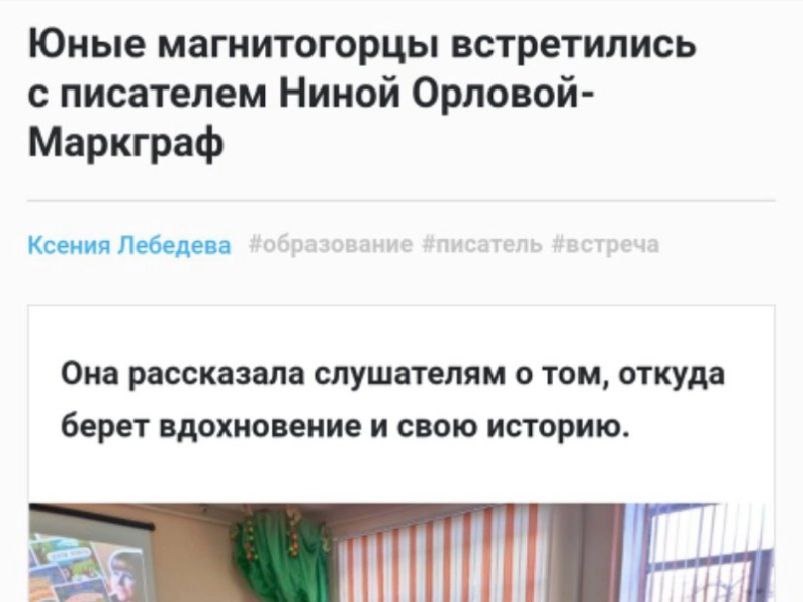 Юные магнитогорцы встретились
с писателем Ниной Орловой-
Маркграф
Ксения Лебедева #образование #писатель #встреча
Она рассказала слушателям о том, откуда
берет вдохновение и свою историю.